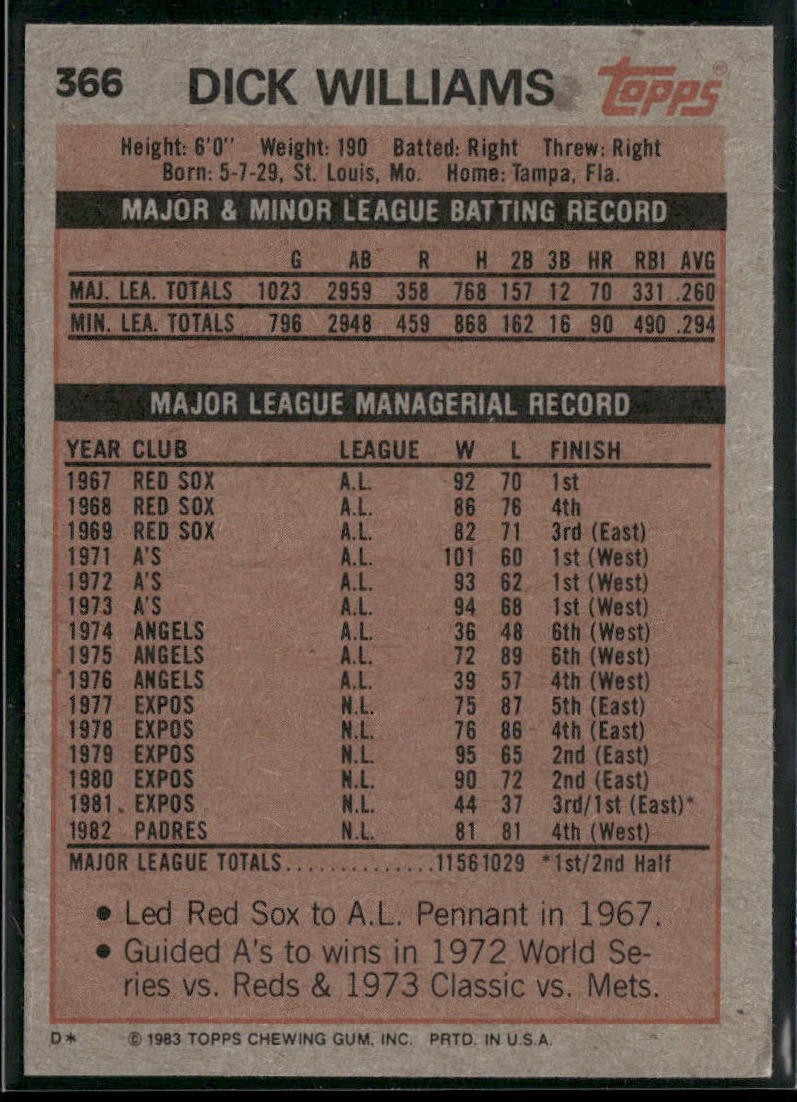 366 DICK WILLIAMS Topps®
Height: 6'0" Weight: 190 Batted: Right Threw: Right
Born: 5-7-29, St. Louis, Mo. Home: Tampa, Fla.
MAJOR & MINOR LEAGUE BATTING RECORD
G AB R H 2B 3B HR RBI AVG
MAJ. LEA. TOTALS 1023 2959 358 768 157 12 70 331 .260
MIN. LEA. TOTALS 796 2948 459 868 162 16 90 490 .294
MAJOR LEAGUE MANAGERIAL RECORD
YEAR CLUB LEAGUE W L FINISH
1967 RED SOX A.L. 92 70 1st
1968 RED SOX A.L. 86 76 4th
1969 RED SOX A.L. 82 71 3rd (East)
1971 A'S A.L. 101 60 1st (West)
1972 A'S A.L. 93 62 1st (West)
1973 A'S A.L. 94 68 1st (West)
1974 ANGELS A.L. 36 48 6th (West)
1975 ANGELS A.L. 72 89 6th (West)
1976 ANGELS A.L. 39 57 4th (West)
1977 EXPOS N.L. 75 87 5th (East)
1978 EXPOS N.L. 76 86 4th (East)
1979 EXPOS N.L. 95 65 2nd (East)
1980 EXPOS N.L. 90 72 2nd (East)
1981 EXPOS N.L. 44 37 3rd/1st (East)*
1982 PADRES N.L. 81 81 4th (West)
MAJOR LEAGUE TOTALS..............1156 1029 *1st/2nd Half
• Led Red Sox to A.L. Pennant in 1967.
• Guided A's to wins in 1972 World Se-
ries vs. Reds & 1973 Classic vs. Mets.
D* © 1983 TOPPS CHEWING GUM, INC. PRTD. IN U.S.A.